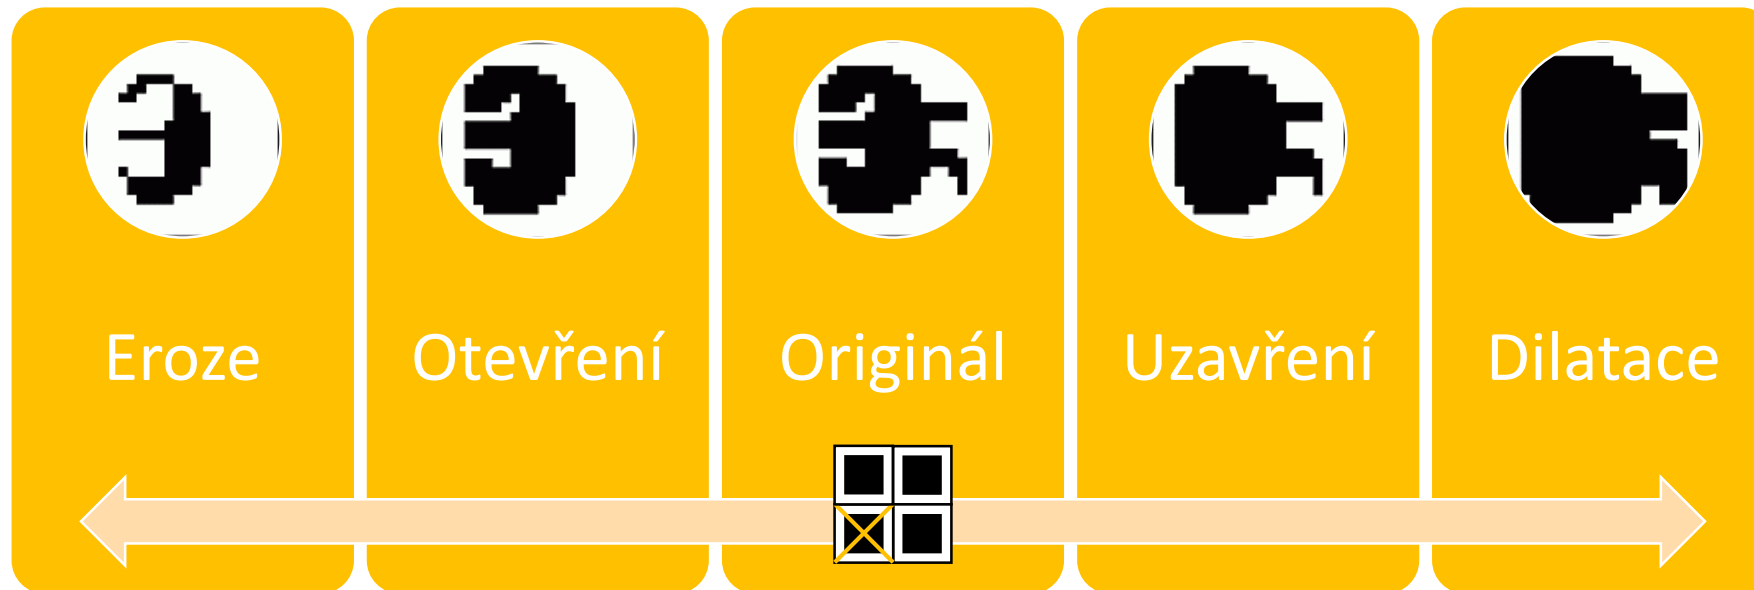 Eroze
Otevření
Originál
Uzavření
Dilatace